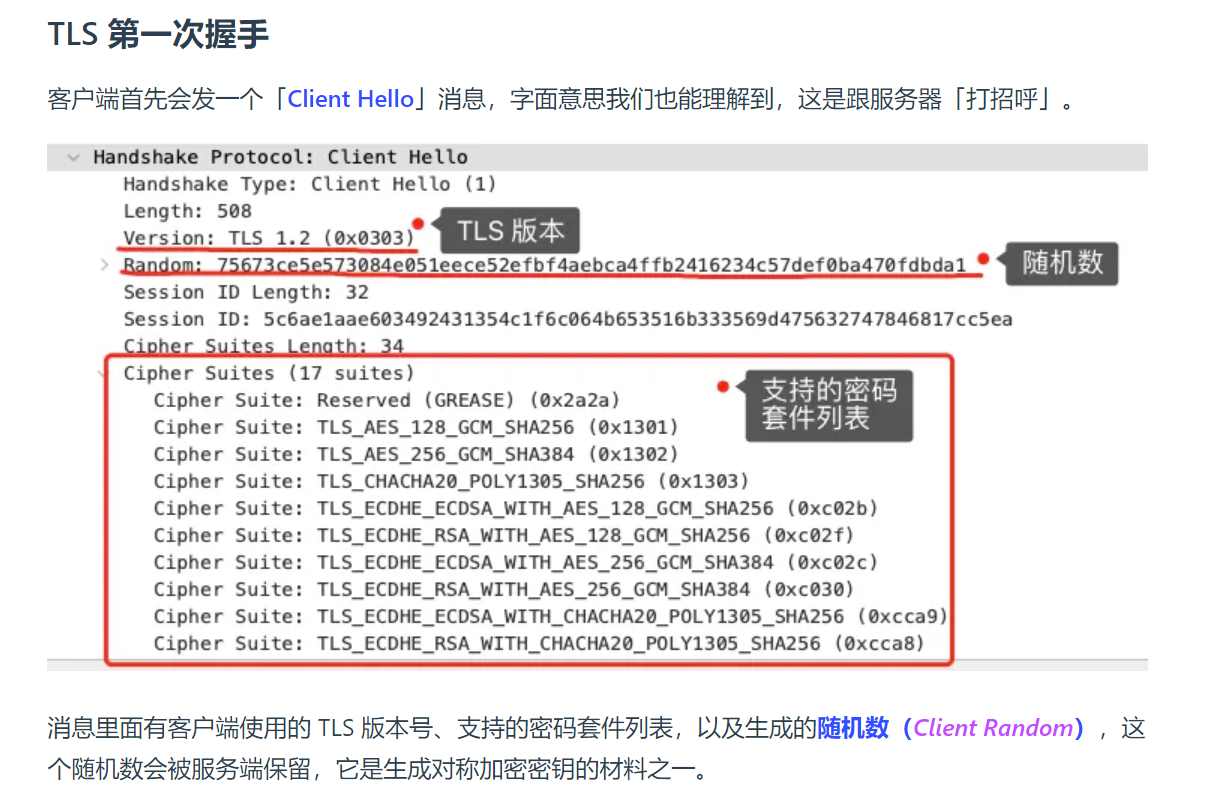 TLS 第一次握手
客户端首先会发一个「Client Hello」消息，字面意思我们也能理解到，这是跟服务器「打招呼」。
Handshake Protocol: Client Hello
Handshake Type: Client Hello (1)
Length: 508
Version: TLS 1.2 (0x0303)
TLS 版本
Random: 75673ce5e573084e051eece52efbf4aebca4ffb2416234c57def0ba470fdbda1
随机数
Session ID Length: 32
Session ID: 5c6ae1aae603492431354c1f6c064b653516b333569d475632747846817cc5ea
Cipher Suites Length: 34
Cipher Suites (17 suites)
支持的密码
套件列表
Cipher Suite: Reserved (GREASE) (0x2a2a)
Cipher Suite: TLS_AES_128_GCM_SHA256 (0x1301)
Cipher Suite: TLS_AES_256_GCM_SHA384 (0x1302)
Cipher Suite: TLS_CHACHA20_POLY1305_SHA256 (0x1303)
Cipher Suite: TLS_ECDHE_ECDSA_WITH_AES_128_GCM_SHA256 (0xc02b)
Cipher Suite: TLS_ECDHE_RSA_WITH_AES_128_GCM_SHA256 (0xc02f)
Cipher Suite: TLS_ECDHE_ECDSA_WITH_AES_256_GCM_SHA384 (0xc02c)
Cipher Suite: TLS_ECDHE_RSA_WITH_AES_256_GCM_SHA384 (0xc030)
Cipher Suite: TLS_ECDHE_ECDSA_WITH_CHACHA20_POLY1305_SHA256 (0xcca9)
Cipher Suite: TLS_ECDHE_RSA_WITH_CHACHA20_POLY1305_SHA256 (0xcca8)
消息里面有客户端使用的 TLS 版本号、支持的密码套件列表，以及生成的随机数（Client Random），这
个随机数会被服务端保留，它是生成对称加密密钥的材料之一。